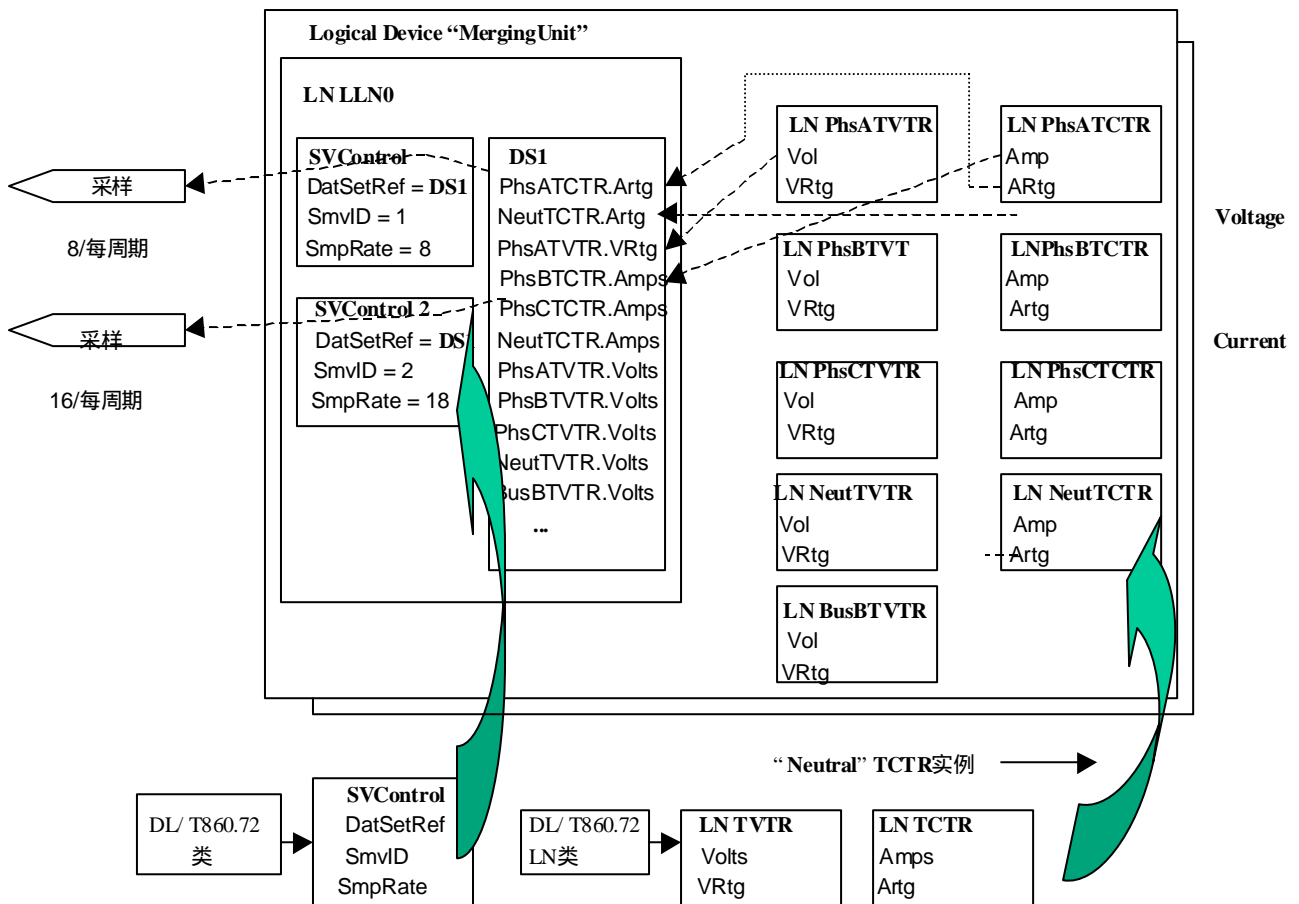 Logical Device “MergingUnit”
LN LLN0
SVControl
DatSetRef = DS1
SmvID = 1
SmpRate = 8
SVControl 2
DatSetRef = DS
SmvID = 2
SmpRate = 18
DS1
PhsATCTR.Artg
NeutTCTR.Artg
PhsATVTR.VRtg
PhsBTCTR.Amps
PhsCTCTR.Amps
NeutTCTR.Amps
PhsATVTR.Volts
PhsBTVTR.Volts
PhsCTVTR.Volts
NeutTVTR.Volts
BusBTVTR.Volts
...
采样
8/每周期
采样
16/每周期
LN PhsATVTR
Vol
VRtg
LN PhsATCTR
Amp
ARtg
LN PhsBTVT
Vol
VRtg
LNPhsBTCTR
Amp
Artg
LN PhsCTVTR
Vol
VRtg
LN PhsCTCTR
Amp
Artg
LN NeutTVTR
Vol
VRtg
LN NeutTCTR
Amp
Artg
LN BusBTVTR
Vol
VRtg
Voltage
Current
“Neutral” TCTR实例
DL/T860.72
类
SVControl
DatSetRef
SmvID
SmpRate
DL/T860.72
LN类
LN TVTR
Volts
VRtg
LN TCTR
Amps
Artg